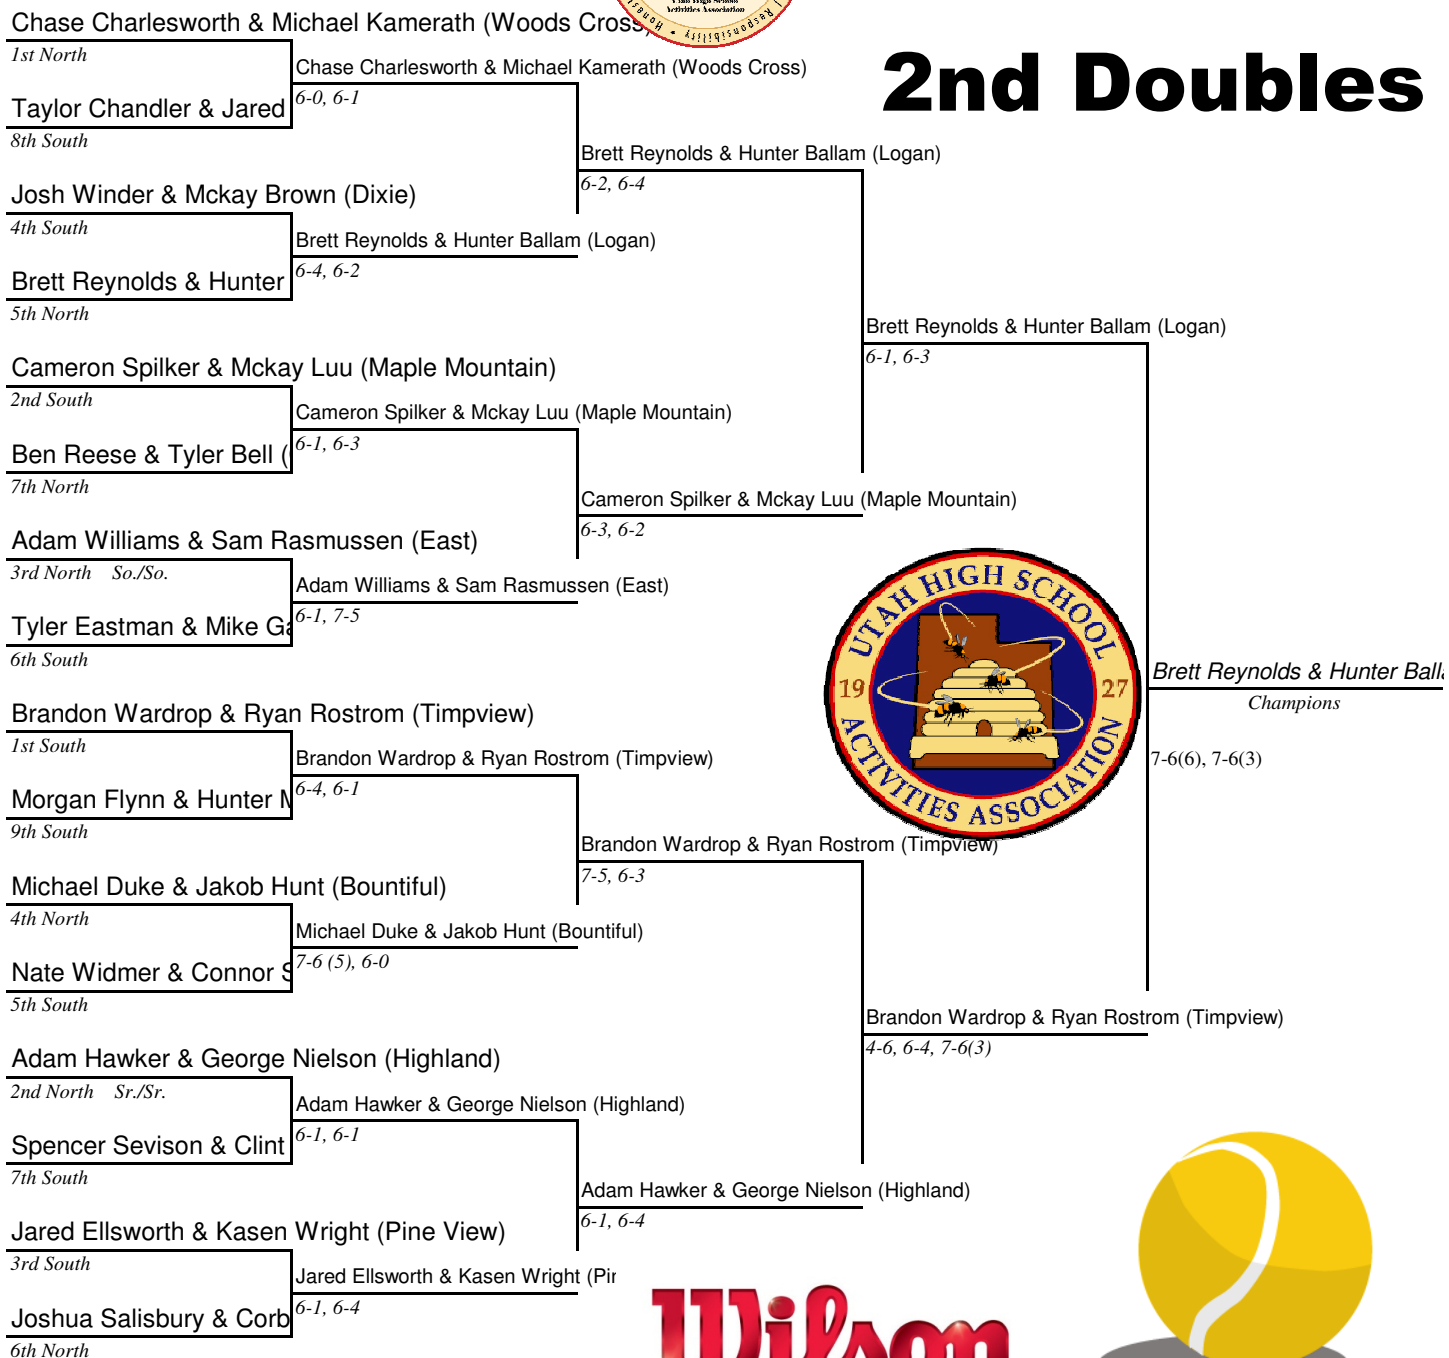 Chase Charlesworth & Michael Kamerath (Woods Cross)
Utah High School
Activities Association
Responsibility
1st North
2nd Doubles
Chase Charlesworth & Michael Kamerath (Woods Cross)
6-0, 6-1
Taylor Chandler & Jared
8th South
Brett Reynolds & Hunter Ballam (Logan)
6-2, 6-4
Josh Winder & Mckay Brown (Dixie)
4th South
Brett Reynolds & Hunter Ballam (Logan)
6-4, 6-2
Brett Reynolds & Hunter
5th North
Brett Reynolds & Hunter Ballam (Logan)
6-1, 6-3
Cameron Spilker & Mckay Luu (Maple Mountain)
2nd South
Cameron Spilker & Mckay Luu (Maple Mountain)
6-1, 6-3
Ben Reese & Tyler Bell (
7th North
Cameron Spilker & Mckay Luu (Maple Mountain)
6-3, 6-2
Adam Williams & Sam Rasmussen (East)
3rd North So./So.
Adam Williams & Sam Rasmussen (East)
6-1, 7-5
Tyler Eastman & Mike
6th South
UTAH HIGH SCHOOL
19 27
ACTIVITIES ASSOCIATION
Brett Reynolds & Hunter
Champions
7-6(6), 7-6(3)
Brandon Wardrop & Ryan Rostrom (Timpview)
1st South
Brandon Wardrop & Ryan Rostrom (Timpview)
6-4, 6-1
Morgan Flynn & Hunter
9th South
Brandon Wardrop & Ryan Rostrom (Timpview)
7-5, 6-3
Michael Duke & Jakob Hunt (Bountiful)
4th North
Michael Duke & Jakob Hunt (Bountiful)
7-6 (5), 6-0
Nate Widmer & Connor
5th South
Brandon Wardrop & Ryan Rostrom (Timpview)
4-6, 6-4, 7-6(3)
Adam Hawker & George Nielson (Highland)
2nd North Sr./Sr.
Adam Hawker & George Nielson (Highland)
6-1, 6-1
Spencer Sevison & Clint
7th South
Adam Hawker & George Nielson (Highland)
6-1, 6-4
Jared Ellsworth & Kasen Wright (Pine View)
3rd South
Jared Ellsworth & Kasen Wright (
6-1, 6-4
Joshua Salisbury & Corb
6th North
Wilson